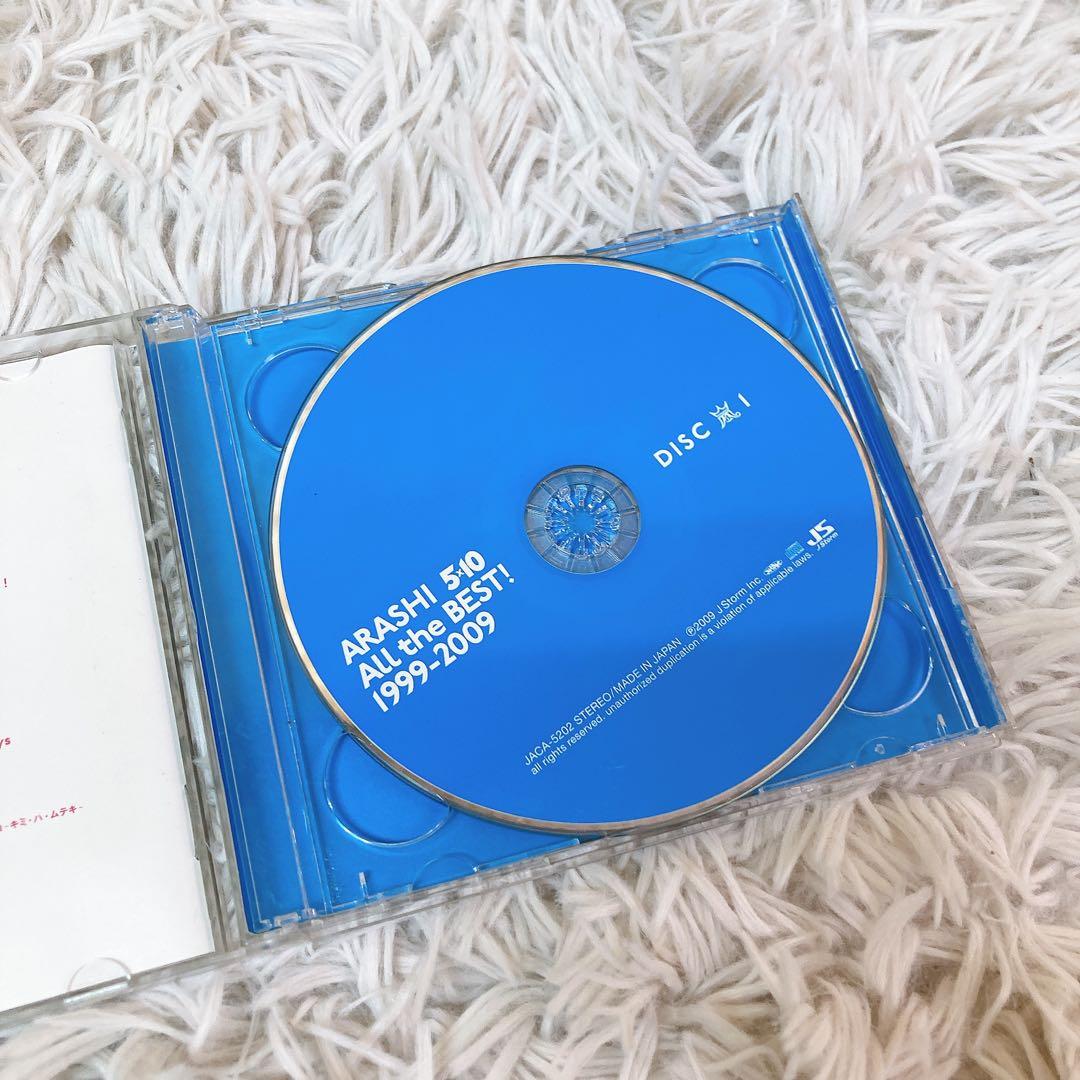 !
ys
-キミ・ハ・ムテキ-
ARASHI 5×10
All the BEST!
1999-2009
DISC 嵐 1
JACA-5202 STEREO/MADE IN JAPAN ℗2009 J Storm Inc.
all rights reserved. unauthorized duplication is a violation of applicable laws.
JS
J Storm